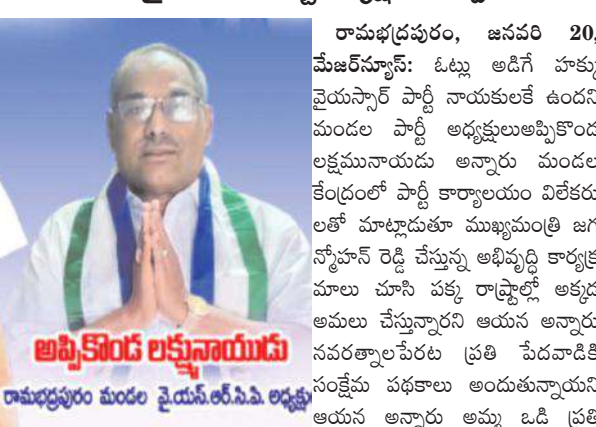 రామభద్రపురం, జనవరి 20,
మేజర్‌న్యూస్: ఓట్లు అడిగే హక్కు
వైయస్సార్ పార్టీ నాయకులకే ఉందని
మండల పార్టీ అధ్యక్షులుఅప్పికొండ
లక్షమునాయుడు అన్నారు మండల
కేంద్రంలో పార్టీ కార్యాలయం విలేకరు
లతో మాట్లాడుతూ ముఖ్యమంత్రి జగ
న్మోహన్ రెడ్డి చేస్తున్న అభివృద్ధి కార్యక్ర
మాలు చూసి పక్క రాష్ట్రాల్లో అక్కడ
అమలు చేస్తున్నారని ఆయన అన్నారు
నవరత్నాలపేరట ప్రతి పేదవాడికి
సంక్షేమ పథకాలు అందుతున్నాయని
ఆయన అన్నారు అమ్మ ఒడి ప్రతి
అప్పికొండ లక్ష్మునాయుడు
రామభద్రపురం మండల వై.యస్.ఆర్.సి.పి. అధ్యక్షు